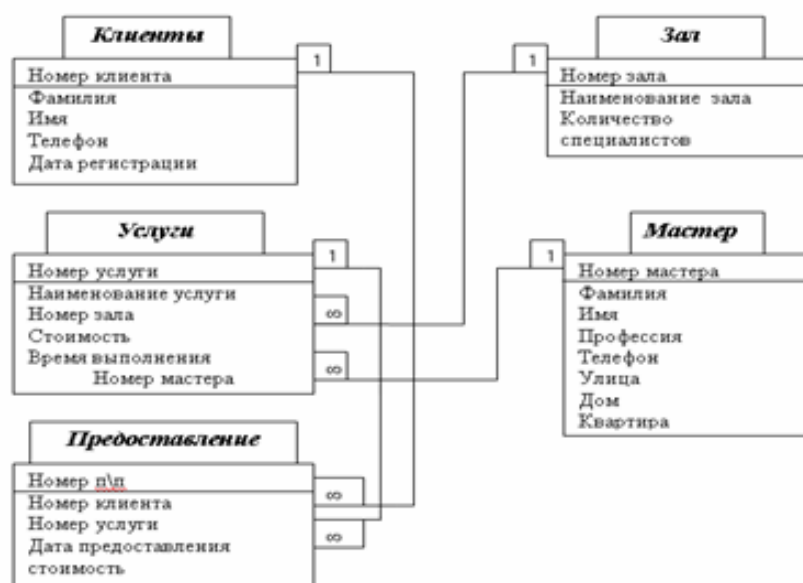 Клиенты
1
Номер клиента
Фамилия
Имя
Телефон
Дата регистрации
Зал
1
Номер зала
Наименование зала
Количество
специалистов
Услуги
1
Номер услуги
Наименование услуги
∞
Номер зала
Стоимость
Время выполнения
∞
Номер мастера
Мастер
1
Номер мастера
Фамилия
Имя
Профессия
Телефон
Улица
Дом
Квартира
Предоставление
Номер п\п
∞
Номер клиента
Номер услуги
∞
Дата предоставления
стоимость